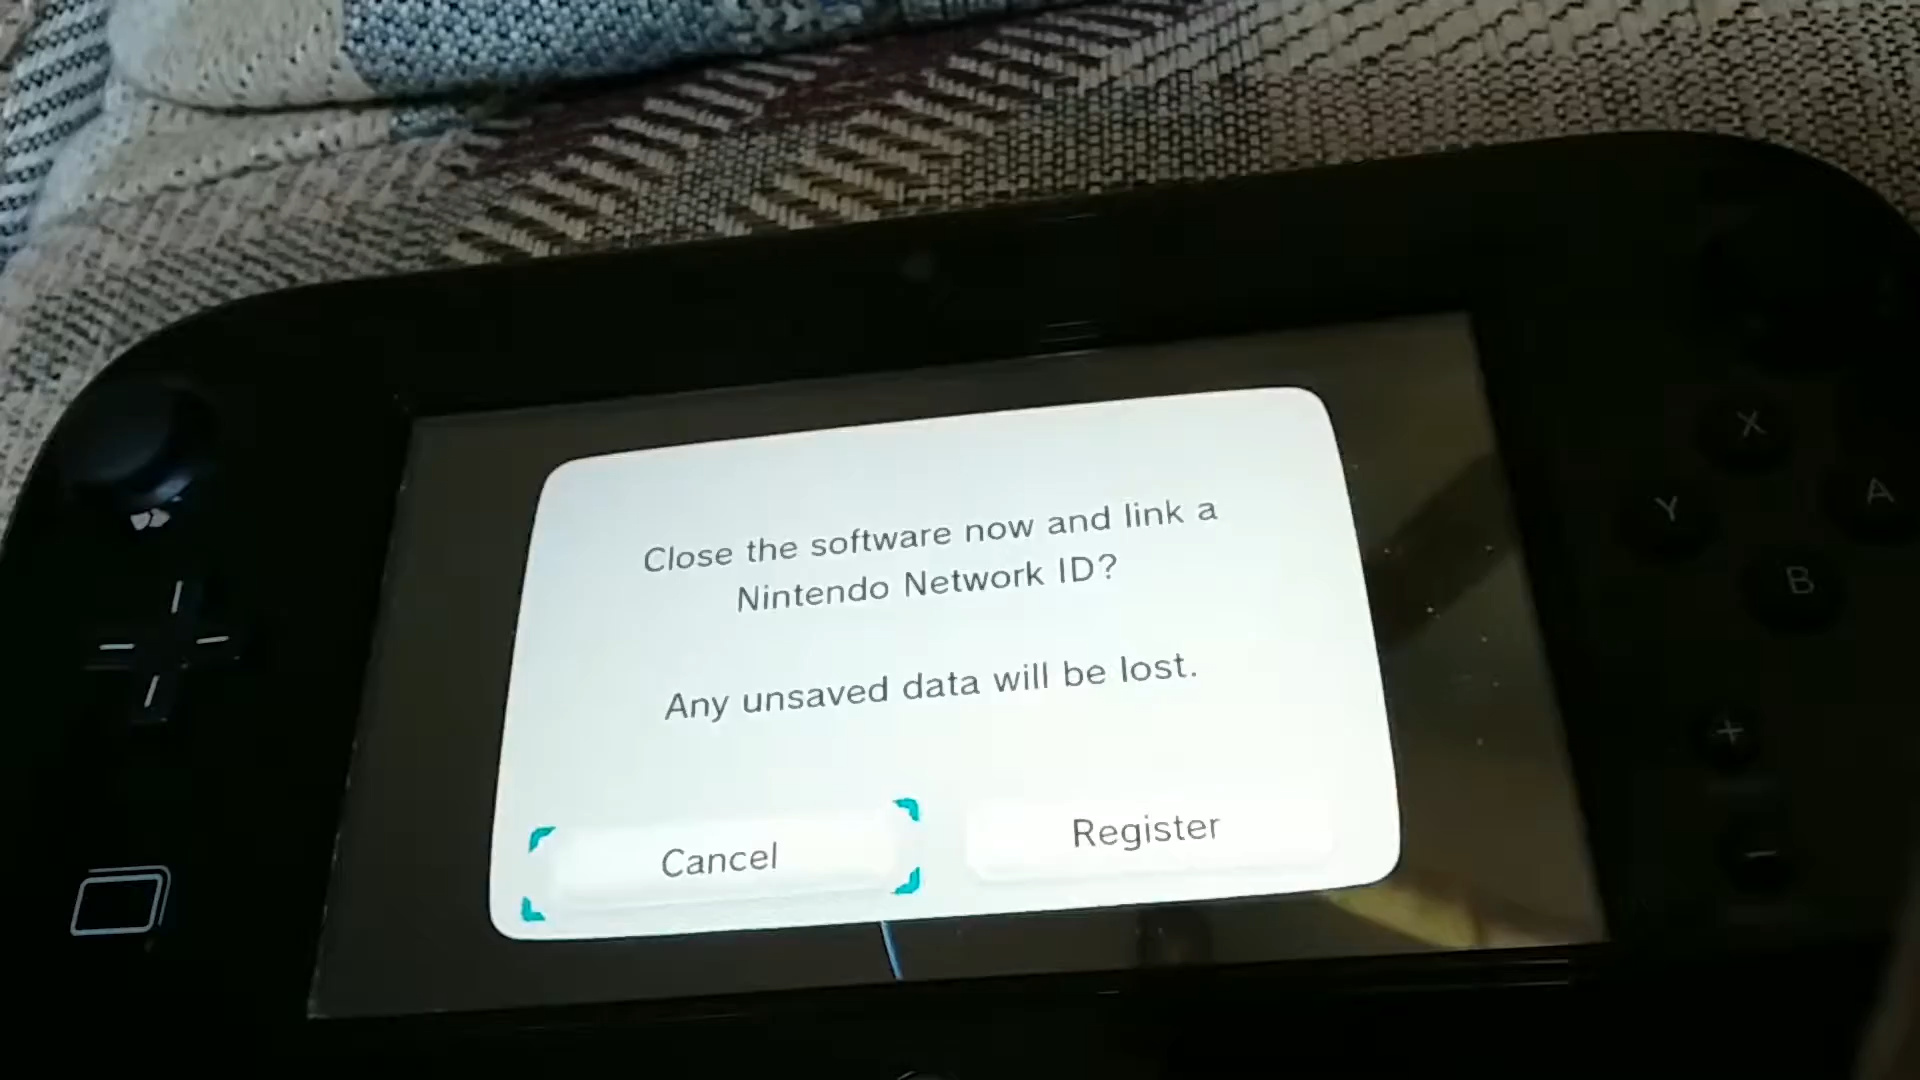 Close the software now and link a
Nintendo Network ID?
Any unsaved data will be lost.
Cancel
Register
X
Y
A
B
+
−